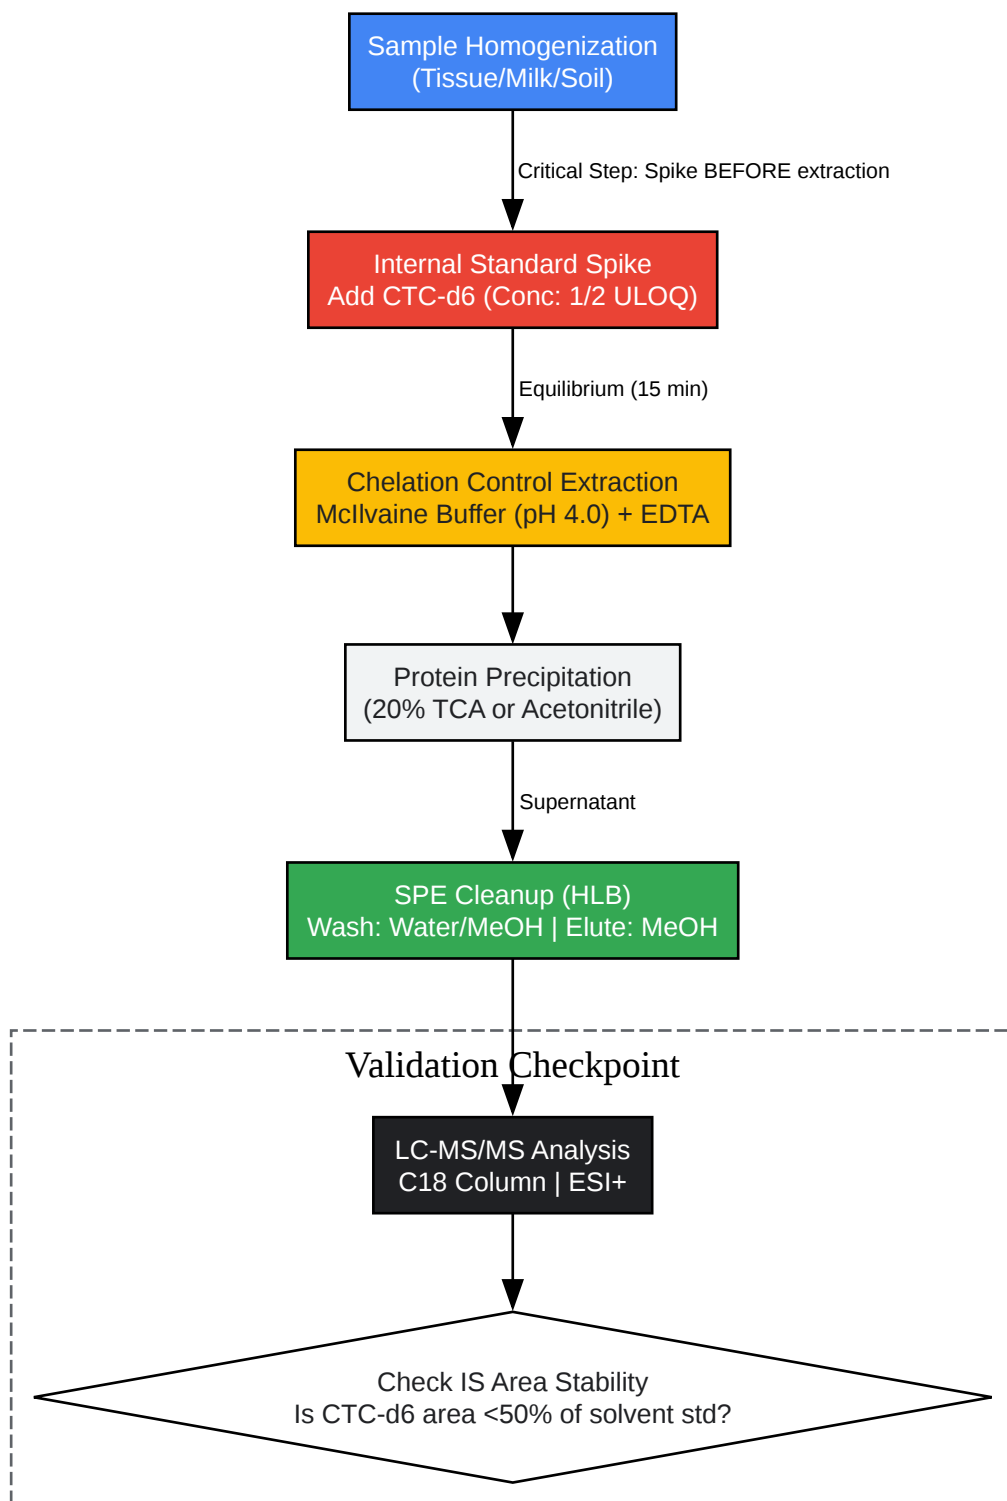 Sample Homogenization
(Tissue/Milk/Soil)
Critical Step: Spike BEFORE extraction
Internal Standard Spike
Add CTC-d6 (Conc: 1/2 ULOQ)
Equilibrium (15 min)
Chelation Control Extraction
McIlvaine Buffer (pH 4.0) + EDTA
Protein Precipitation
(20% TCA or Acetonitrile)
Supernatant
SPE Cleanup (HLB)
Wash: Water/MeOH | Elute: MeOH
Validation Checkpoint
LC-MS/MS Analysis
C18 Column | ESI+
Check IS Area Stability
Is CTC-d6 area <50% of solvent std?